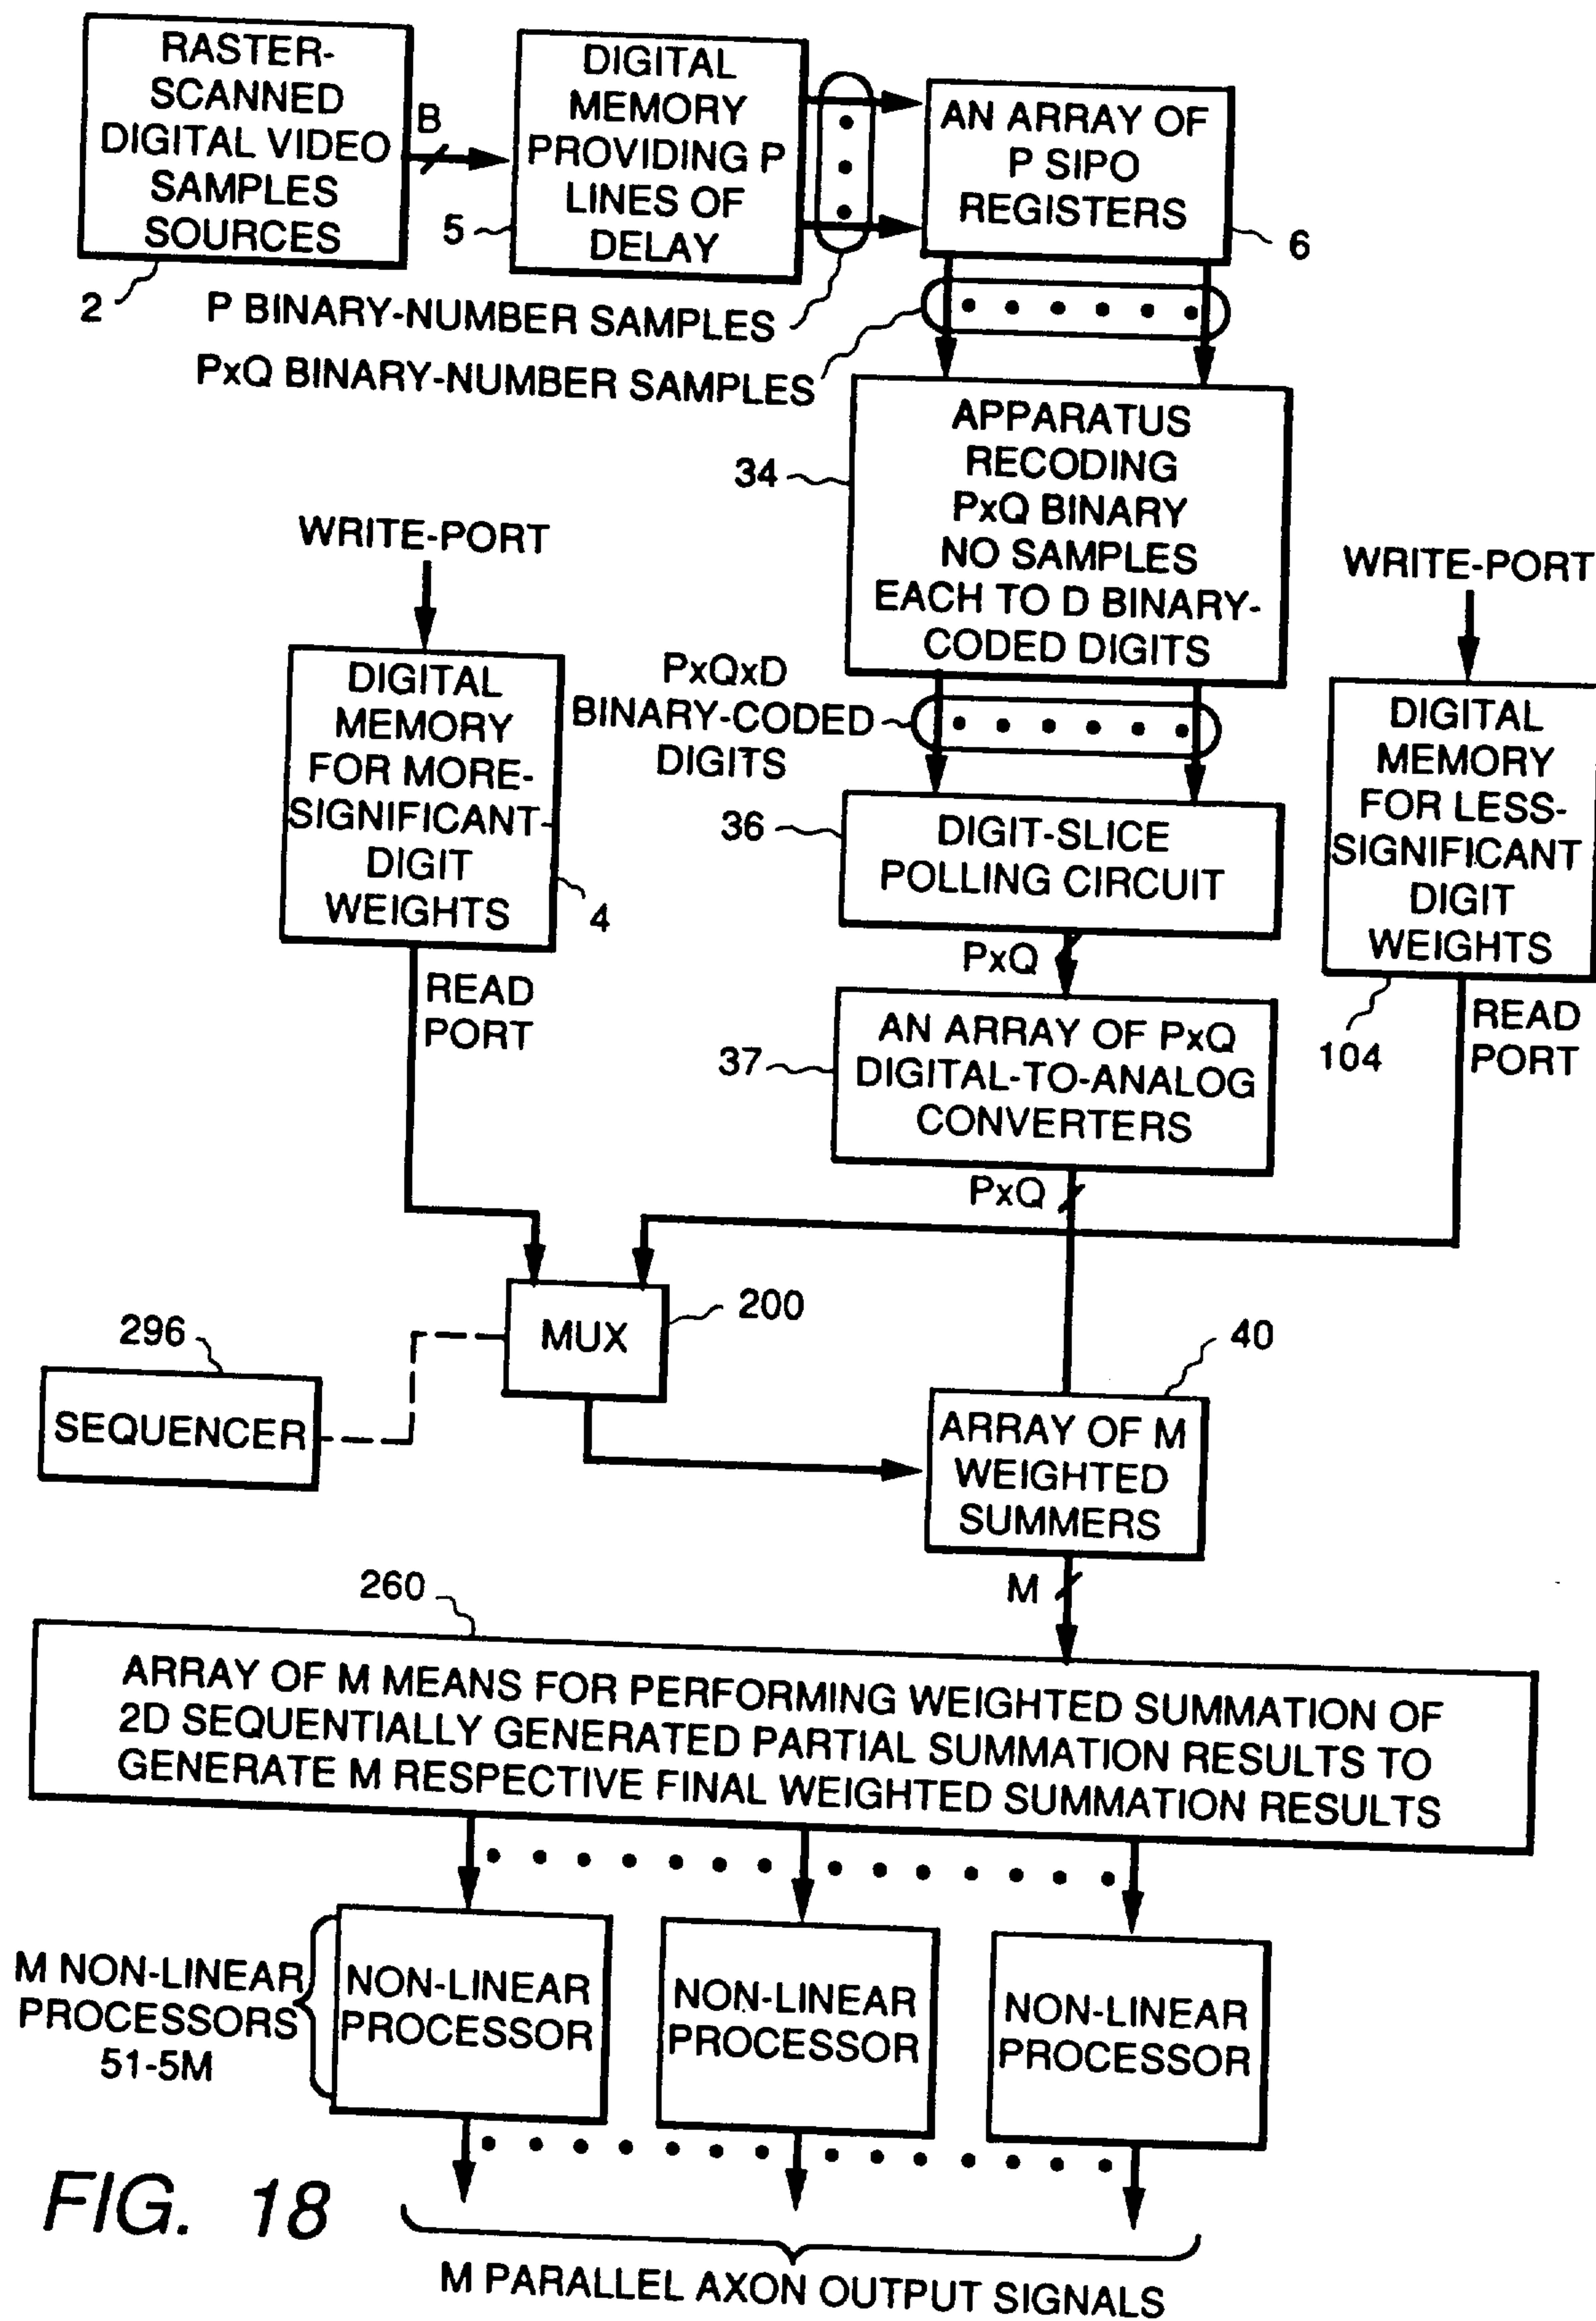 RASTER-
SCANNED
DIGITAL VIDEO
SAMPLES
SOURCES
2
B
DIGITAL
MEMORY
PROVIDING P
LINES OF
DELAY
5
AN ARRAY OF
P SIPO
REGISTERS
6
P BINARY-NUMBER SAMPLES
PxQ BINARY-NUMBER SAMPLES
APPARATUS
RECODING
PxQ BINARY
NO SAMPLES
EACH TO D BINARY-
CODED DIGITS
34
WRITE-PORT
WRITE-PORT
DIGITAL
MEMORY
FOR MORE-
SIGNIFICANT-
DIGIT
WEIGHTS
4
PxQxD
BINARY-CODED
DIGITS
DIGITAL
MEMORY
FOR LESS-
SIGNIFICANT
DIGIT
WEIGHTS
104
36
DIGIT-SLICE
POLLING CIRCUIT
PxQ
READ
PORT
READ
PORT
37
AN ARRAY OF PxQ
DIGITAL-TO-ANALOG
CONVERTERS
PxQ
MUX
200
296
SEQUENCER
40
ARRAY OF M
WEIGHTED
SUMMERS
M
260
ARRAY OF M MEANS FOR PERFORMING WEIGHTED SUMMATION OF
2D SEQUENTIALLY GENERATED PARTIAL SUMMATION RESULTS TO
GENERATE M RESPECTIVE FINAL WEIGHTED SUMMATION RESULTS
M NON-LINEAR
PROCESSORS
51-5M
NON-LINEAR
PROCESSOR
NON-LINEAR
PROCESSOR
NON-LINEAR
PROCESSOR
FIG. 18
M PARALLEL AXON OUTPUT SIGNALS